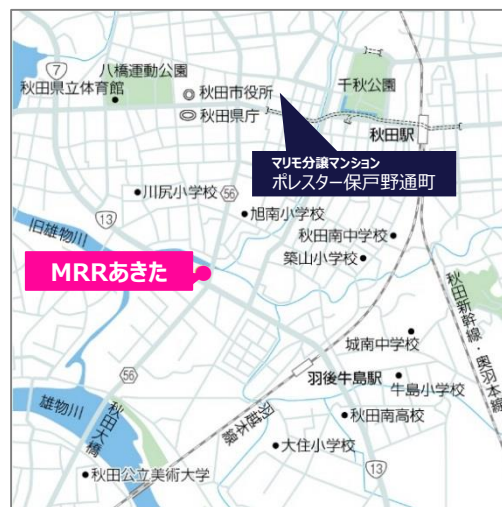 7
八橋運動公園
秋田県立体育館
秋田市役所
千秋公園
秋田県庁
秋田駅
マリモ分譲マンション
ポレスター保戸野通町
川尻小学校
56
13
旭南小学校
旧雄物川
秋田南中学校
築山小学校
MRRあきた
秋田新幹線・奥羽本線
城南中学校
羽後牛島駅
56
牛島小学校
雄物川
秋田大橋
羽越本線
秋田南高校
大住小学校
13
秋田公立美術大学